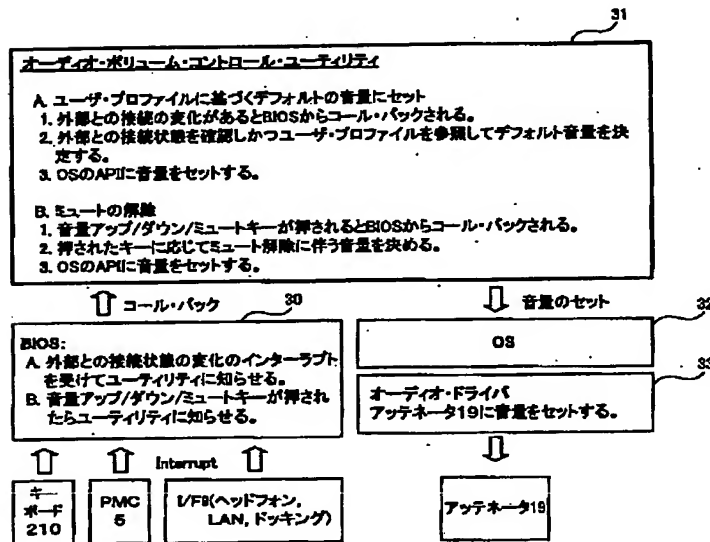 31
オーディオ・ボリューム・コントロール・ユーティリティ
A. ユーザ・プロファイルに基づくデフォルトの音量にセット
1. 外部との接続の変化があるとBIOSからコール・バックされる。
2. 外部との接続状態を確認しかつユーザ・プロファイルを参照してデフォルト音量を決
定する。
3. OSのAPIに音量をセットする。
B. ミュートの解除
1. 音量アップ/ダウン/ミュートキーが押されるとBIOSからコール・バックされる。
2. 押されたキーに応じてミュート解除に伴う音量を決める。
3. OSのAPIに音量をセットする。
コール・バック
30
音量のセット
32
BIOS:
A. 外部との接続状態の変化のインターラプト
を受けてユーティリティに知らせる。
B. 音量アップ/ダウン/ミュートキーが押され
たらユーティリティに知らせる。
OS
33
オーディオ・ドライバ
アッテネータ19に音量をセットする。
Interrupt
キー
ボード
210
PMC
5
I/F9(ヘッドフォン,
LAN, ドッキング)
アッテネータ19